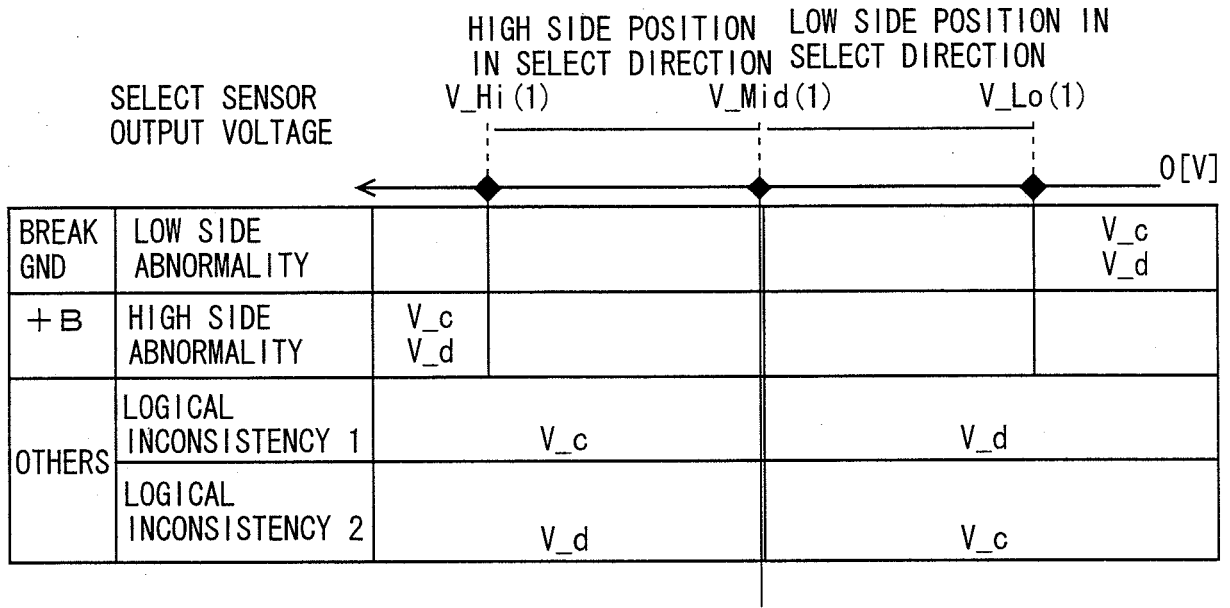 HIGH SIDE POSITION
IN SELECT DIRECTION
LOW SIDE POSITION IN
SELECT DIRECTION
SELECT SENSOR
OUTPUT VOLTAGE
V_Hi(1)
V_Mid(1)
V_Lo(1)
0[V]
BREAK
GND
LOW SIDE
ABNORMALITY
V_c
V_d
+B
HIGH SIDE
ABNORMALITY
V_c
V_d
OTHERS
LOGICAL
INCONSISTENCY 1
V_c
V_d
LOGICAL
INCONSISTENCY 2
V_d
V_c